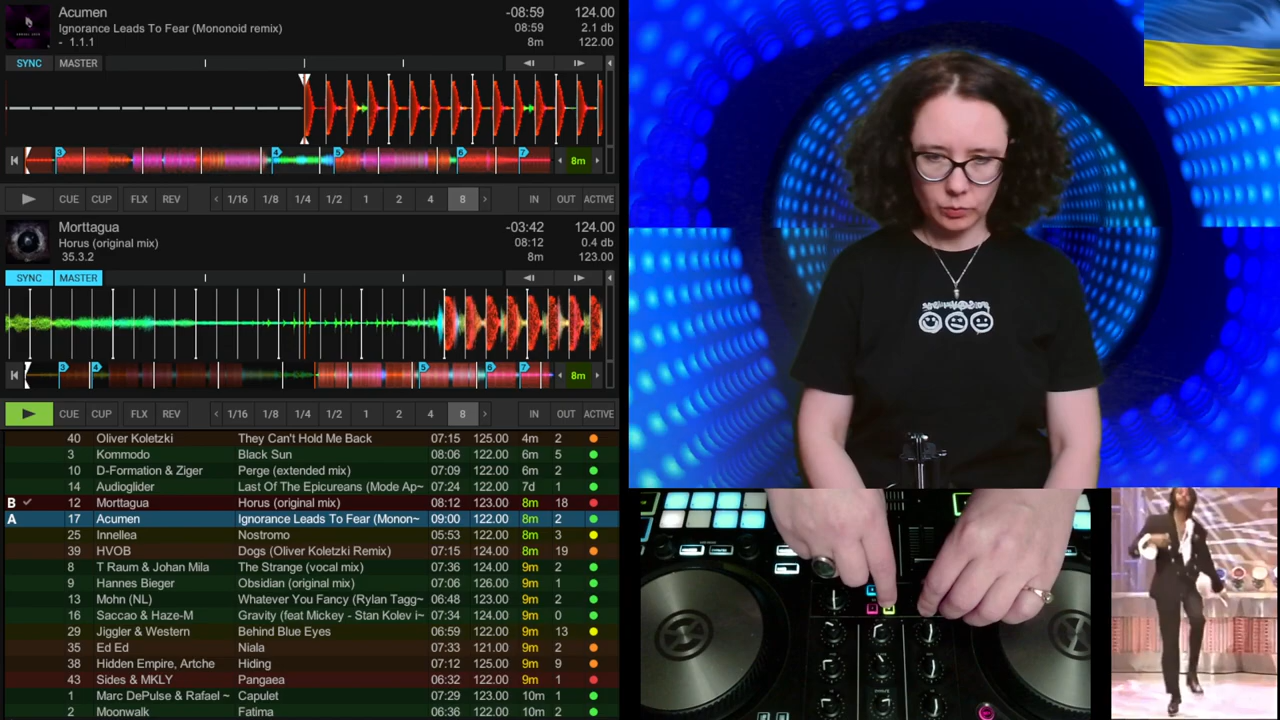 Acumen -08:59 124.00
Ignorance Leads To Fear (Mononoid remix) 08:59 2.1 db
- 1.1.1 8m 122.00
SYNC MASTER
3 4 5 6 7 8m
CUE CUP FLX REV < 1/16 1/8 1/4 1/2 1 2 4 8 > IN OUT ACTIVE
Morttagua -03:42 124.00
Horus (original mix) 08:12 0.4 db
35.3.2 8m 123.00
SYNC MASTER
3 4 5 6 7 8m
CUE CUP FLX REV < 1/16 1/8 1/4 1/2 1 2 4 8 > IN OUT ACTIVE
40 Oliver Koletzki They Can't Hold Me Back 07:15 125.00 4m 2
3 Kommodo Black Sun 08:06 122.00 6m 5
10 D-Formation & Ziger Perge (extended mix) 07:09 122.00 6m 2
14 Audioglider Last Of The Epicureans (Mode Ap~ 07:24 122.00 7d 1
B 12 Morttagua Horus (original mix) 08:12 123.00 8m 18
A 17 Acumen Ignorance Leads To Fear (Monon~ 09:00 122.00 8m 2
25 Innellea Nostromo 05:53 122.00 8m 3
39 HVOB Dogs (Oliver Koletzki Remix) 07:15 124.00 8m 19
8 T Raum & Johan Mila The Strange (vocal mix) 07:36 124.00 9m 2
9 Hannes Bieger Obsidian (original mix) 07:06 126.00 9m 1
13 Mohn (NL) Whatever You Fancy (Rylan Tagg~ 06:48 123.00 9m 2
16 Saccao & Haze-M Gravity (feat Mickey - Stan Kolev i~ 07:34 124.00 9m 0
29 Jiggler & Western Behind Blue Eyes 06:59 122.00 9m 13
35 Ed Ed Niala 07:33 121.00 9m 2
38 Hidden Empire, Artche Hiding 07:12 125.00 9m 9
43 Sides & MKLY Pangaea 06:32 122.00 9m 1
1 Marc DePulse & Rafael ~ Capulet 07:29 123.00 10m 1
2 Moonwalk Fatima 06:36 122.00 10m 2